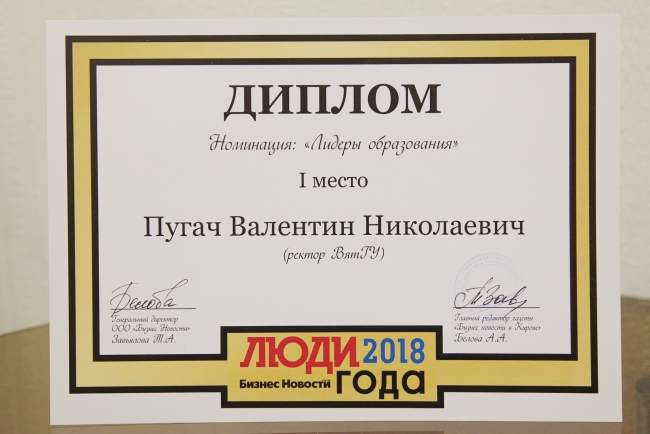 ДИПЛОМ
Номинация: «Лидеры образования»
I место
Пугач Валентин Николаевич
(ректор ВятГУ)
Генеральный директор
ООО «Бизнес Новости»
Завьялова Т.А.
Главный редактор газеты
«Бизнес новости в Кирове»
Белова А.А.
ЛЮДИ 2018
Бизнес Новости года